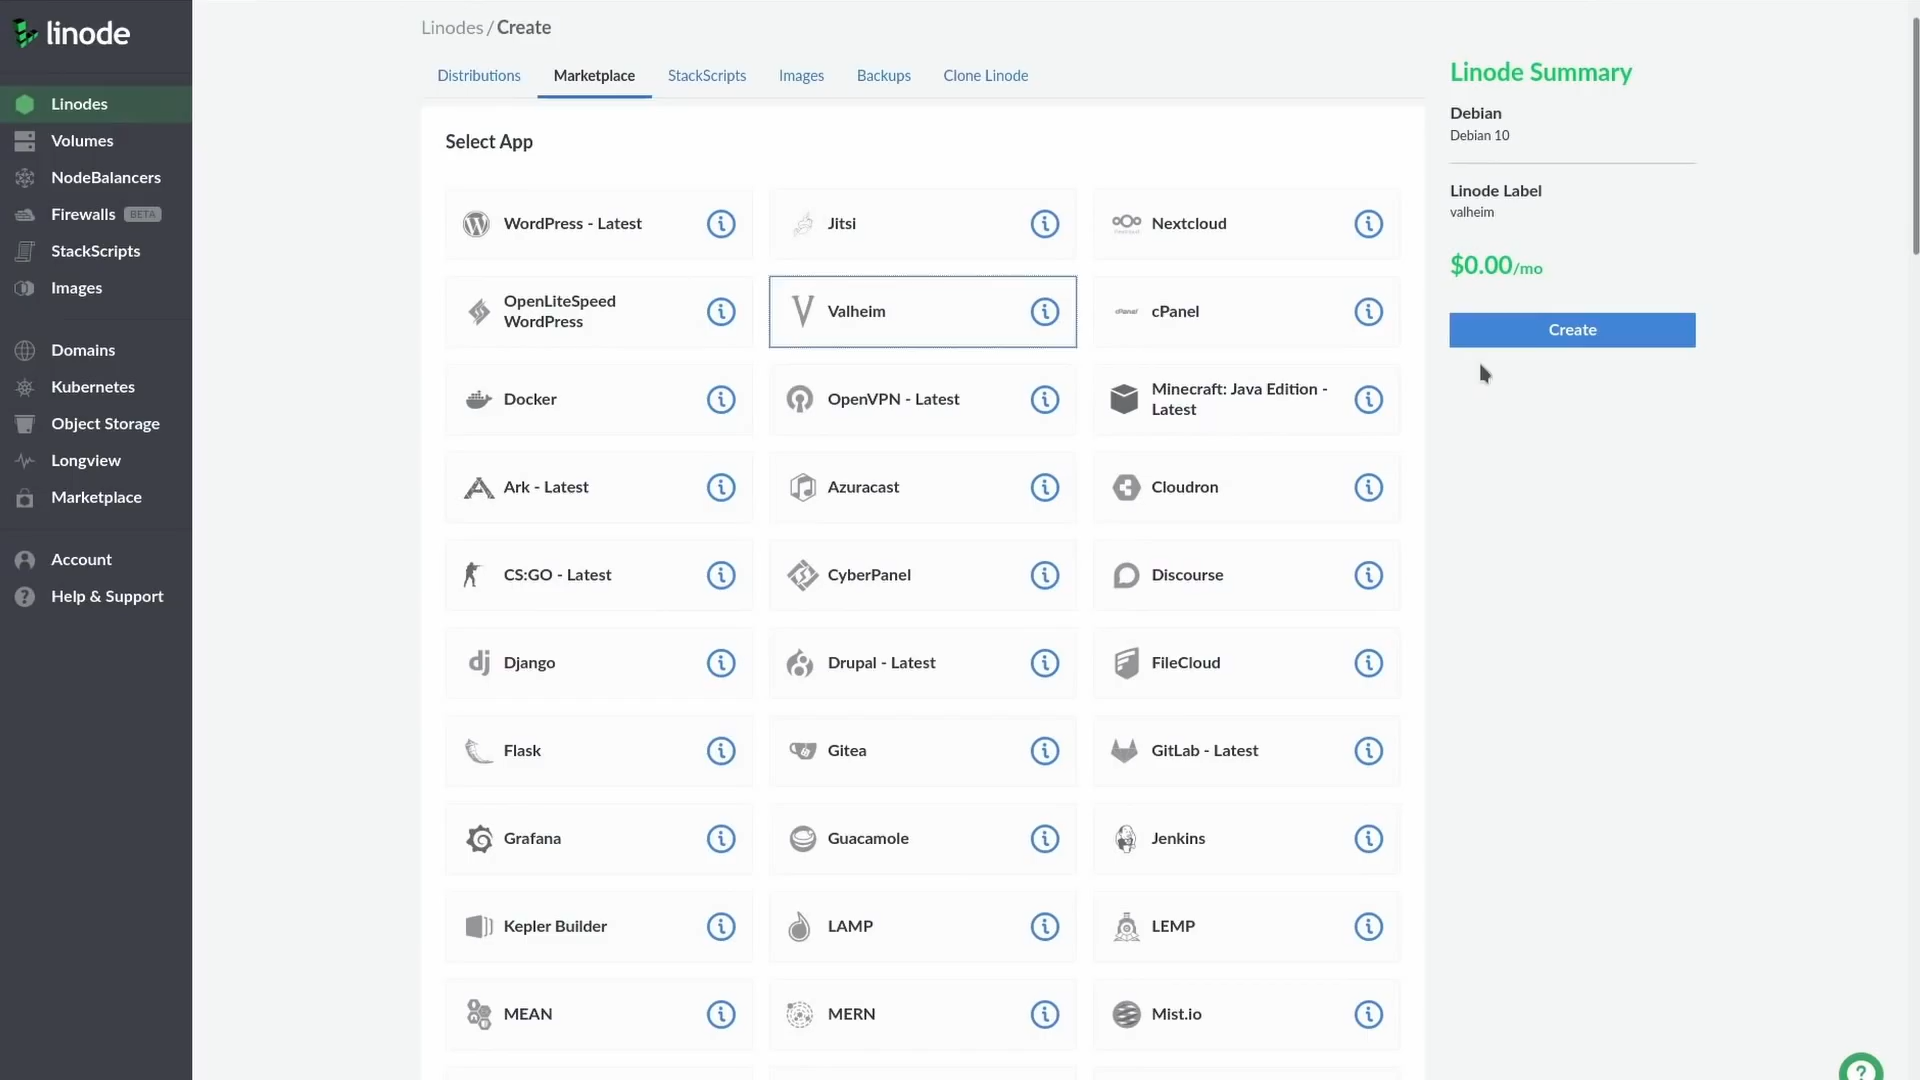 linode
Linodes
Volumes
NodeBalancers
Firewalls BETA
StackScripts
Images
Domains
Kubernetes
Object Storage
Longview
Marketplace
Account
Help & Support
Linodes / Create
Distributions Marketplace StackScripts Images Backups Clone Linode
Select App
WordPress - Latest
Jitsi
Nextcloud
OpenLiteSpeed
WordPress
Valheim
cPanel
Docker
OpenVPN - Latest
Minecraft: Java Edition -
Latest
Ark - Latest
Azuracast
Cloudron
CS:GO - Latest
CyberPanel
Discourse
Django
Drupal - Latest
FileCloud
Flask
Gitea
GitLab - Latest
Grafana
Guacamole
Jenkins
Kepler Builder
LAMP
LEMP
MEAN
MERN
Mist.io
Linode Summary
Debian
Debian 10
Linode Label
valheim
$0.00/mo
Create